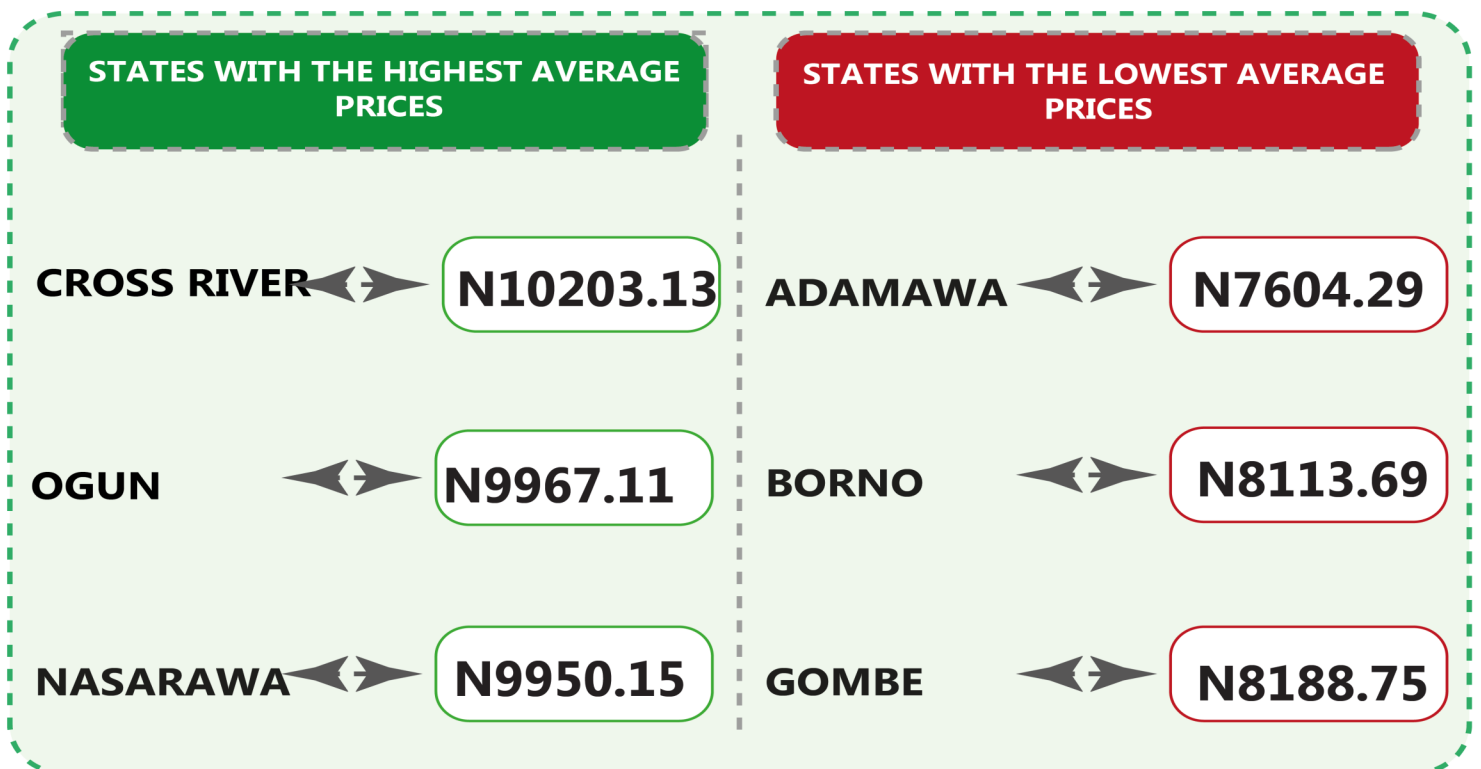 STATES WITH THE HIGHEST AVERAGE
PRICES
CROSS RIVER N10203.13
OGUN N9967.11
NASARAWA N9950.15
STATES WITH THE LOWEST AVERAGE
PRICES
ADAMAWA N7604.29
BORNO N8113.69
GOMBE N8188.75